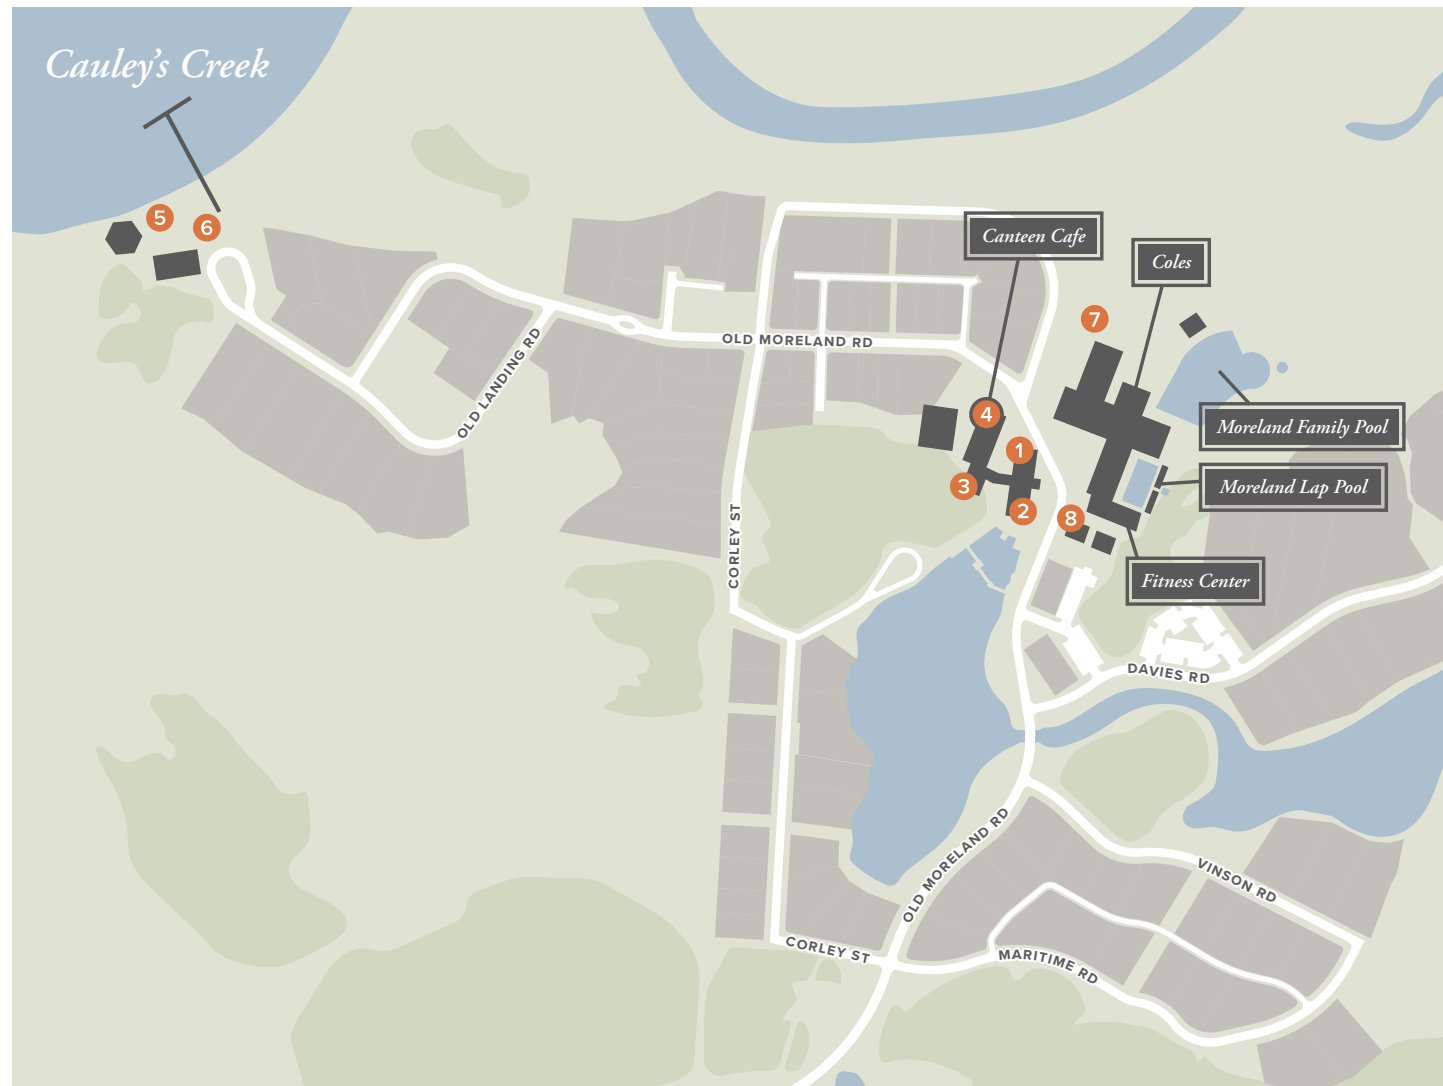 Cauley's Creek
5
6
Canteen Cafe
Coles
7
OLD MORELAND RD
OLD LANDING RD
4
1
3
2
8
Moreland Family Pool
Moreland Lap Pool
CORLEY ST
Fitness Center
DAVIES RD
OLD MORELAND RD
VINSON RD
CORLEY ST
MARITIME RD